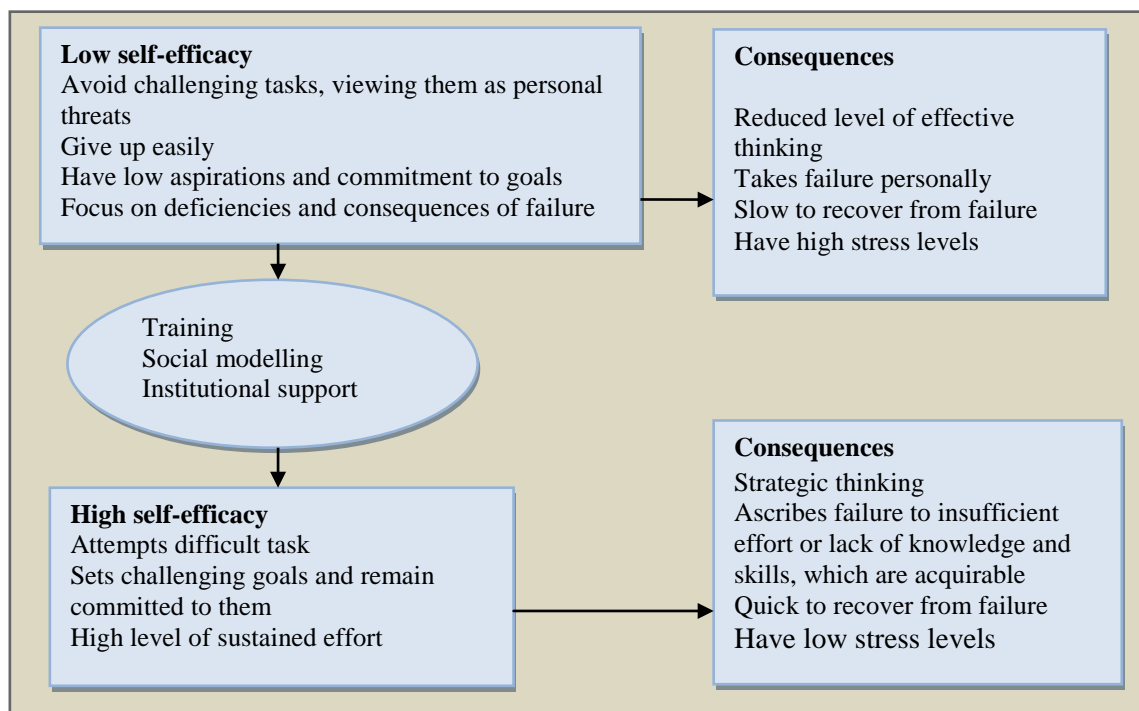 Low self-efficacy
Avoid challenging tasks, viewing them as personal
threats
Give up easily
Have low aspirations and commitment to goals
Focus on deficiencies and consequences of failure
Consequences
Reduced level of effective
thinking
Takes failure personally
Slow to recover from failure
Have high stress levels
Training
Social modelling
Institutional support
High self-efficacy
Attempts difficult task
Sets challenging goals and remain
committed to them
High level of sustained effort
Consequences
Strategic thinking
Ascribes failure to insufficient
effort or lack of knowledge and
skills, which are acquirable
Quick to recover from failure
Have low stress levels